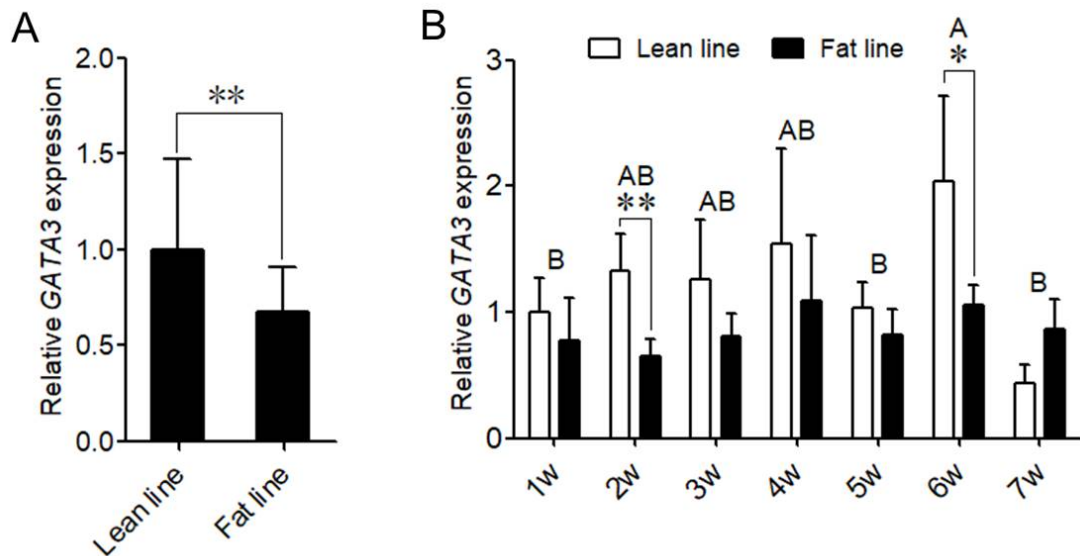 A
Relative GATA3 expression
2.0
1.5
1.0
0.5
0.0
**
Lean line
Fat line
B
Lean line
Fat line
Relative GATA3 expression
3
2
1
0
B
AB
**
AB
AB
B
A
*
B
1w
2w
3w
4w
5w
6w
7w